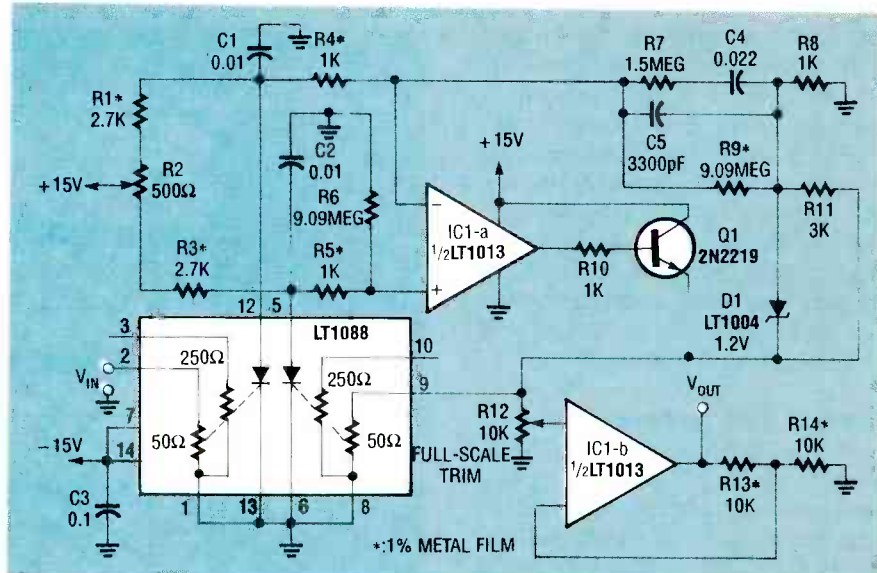 C1
0.01
R4*
1K
R7
1.5MEG
C4
0.022
R8
1K
R1*
2.7K
C5
3300pF
+15V
R2
500Ω
C2
0.01
R6
9.09MEG
+15V
R9*
9.09MEG
R11
3K
−
+
IC1-a
1/2LT1013
R10
1K
Q1
2N2219
R3*
2.7K
R5*
1K
D1
LT1004
1.2V
12
5
LT1088
3
2
250Ω
250Ω
10
9
VIN
7
50Ω
50Ω
R12
10K
FULL-SCALE
TRIM
VOUT
IC1-b
1/2LT1013
R14*
10K
R13*
10K
−15V
14
C3
0.1
1
13
6
8
*:1% METAL FILM